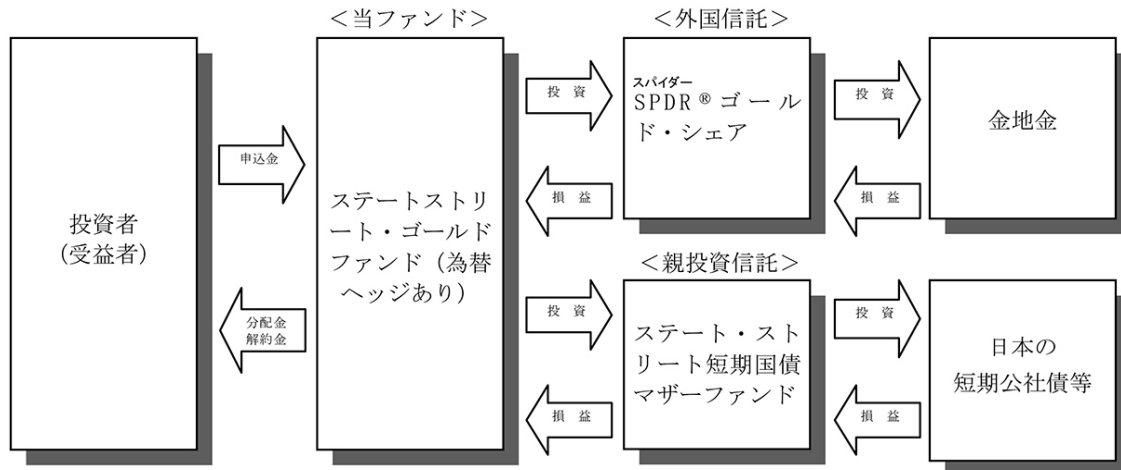 ＜当ファンド＞
＜外国信託＞
投資者
(受益者)
申込金
分配金
解約金
ステートストリ
ート・ゴールド
ファンド（為替
ヘッジあり）
投　資
損　益
スパイダー
SPDR®ゴール
ド・シェア
投　資
損　益
金地金
＜親投資信託＞
投　資
損　益
ステート・スト
リート短期国債
マザーファンド
投　資
損　益
日本の
短期公社債等